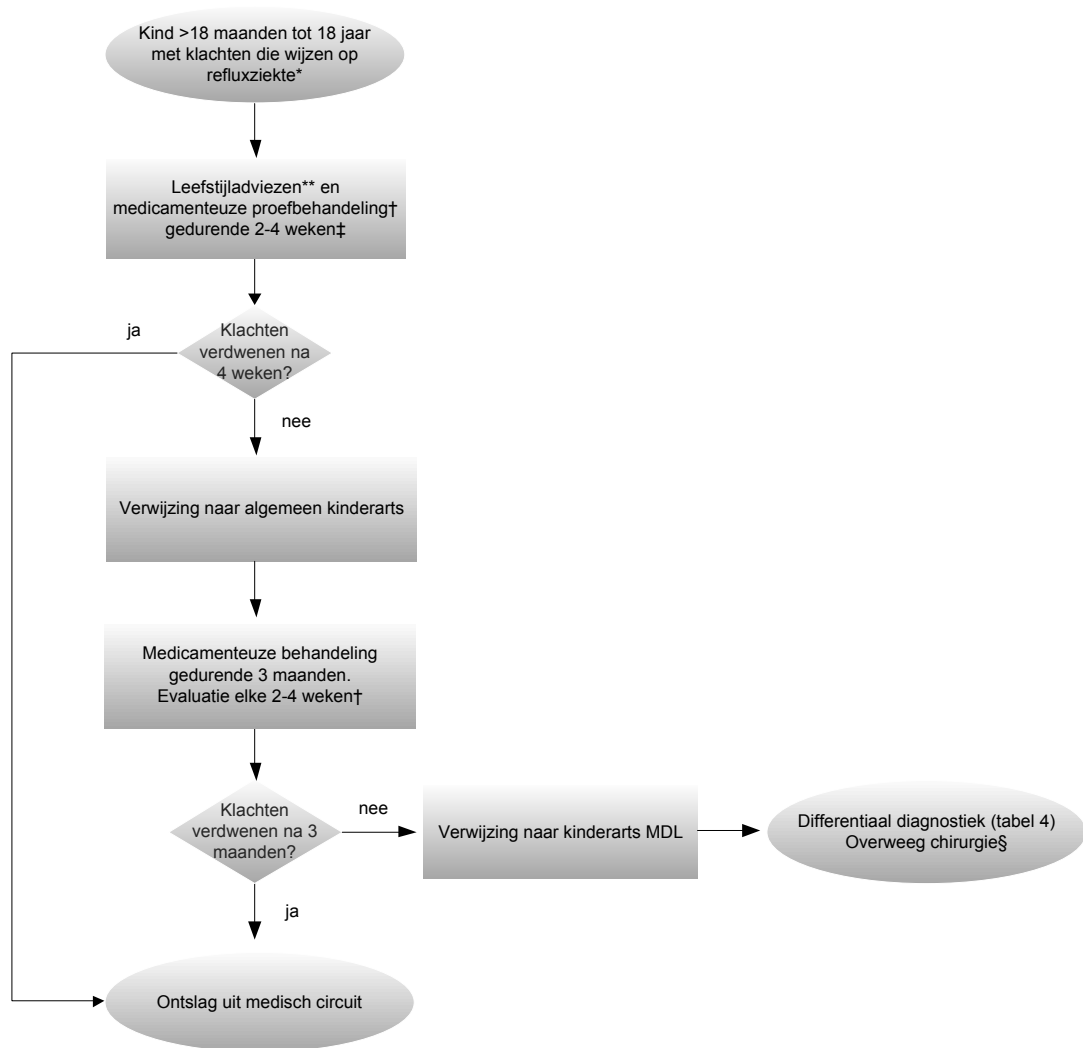 Kind >18 maanden tot 18 jaar
met klachten die wijzen op
refluxziekte*
Leefstijladviezen** en
medicamenteuze proefbehandeling†
gedurende 2-4 weken‡
ja
Klachten
verdwenen na
4 weken?
nee
Verwijzing naar algemeen kinderarts
Medicamenteuze behandeling
gedurende 3 maanden.
Evaluatie elke 2-4 weken†
Klachten
verdwenen na 3
maanden?
nee
Verwijzing naar kinderarts MDL
Differentiaal diagnostiek (tabel 4)
Overweeg chirurgie§
ja
Ontslag uit medisch circuit